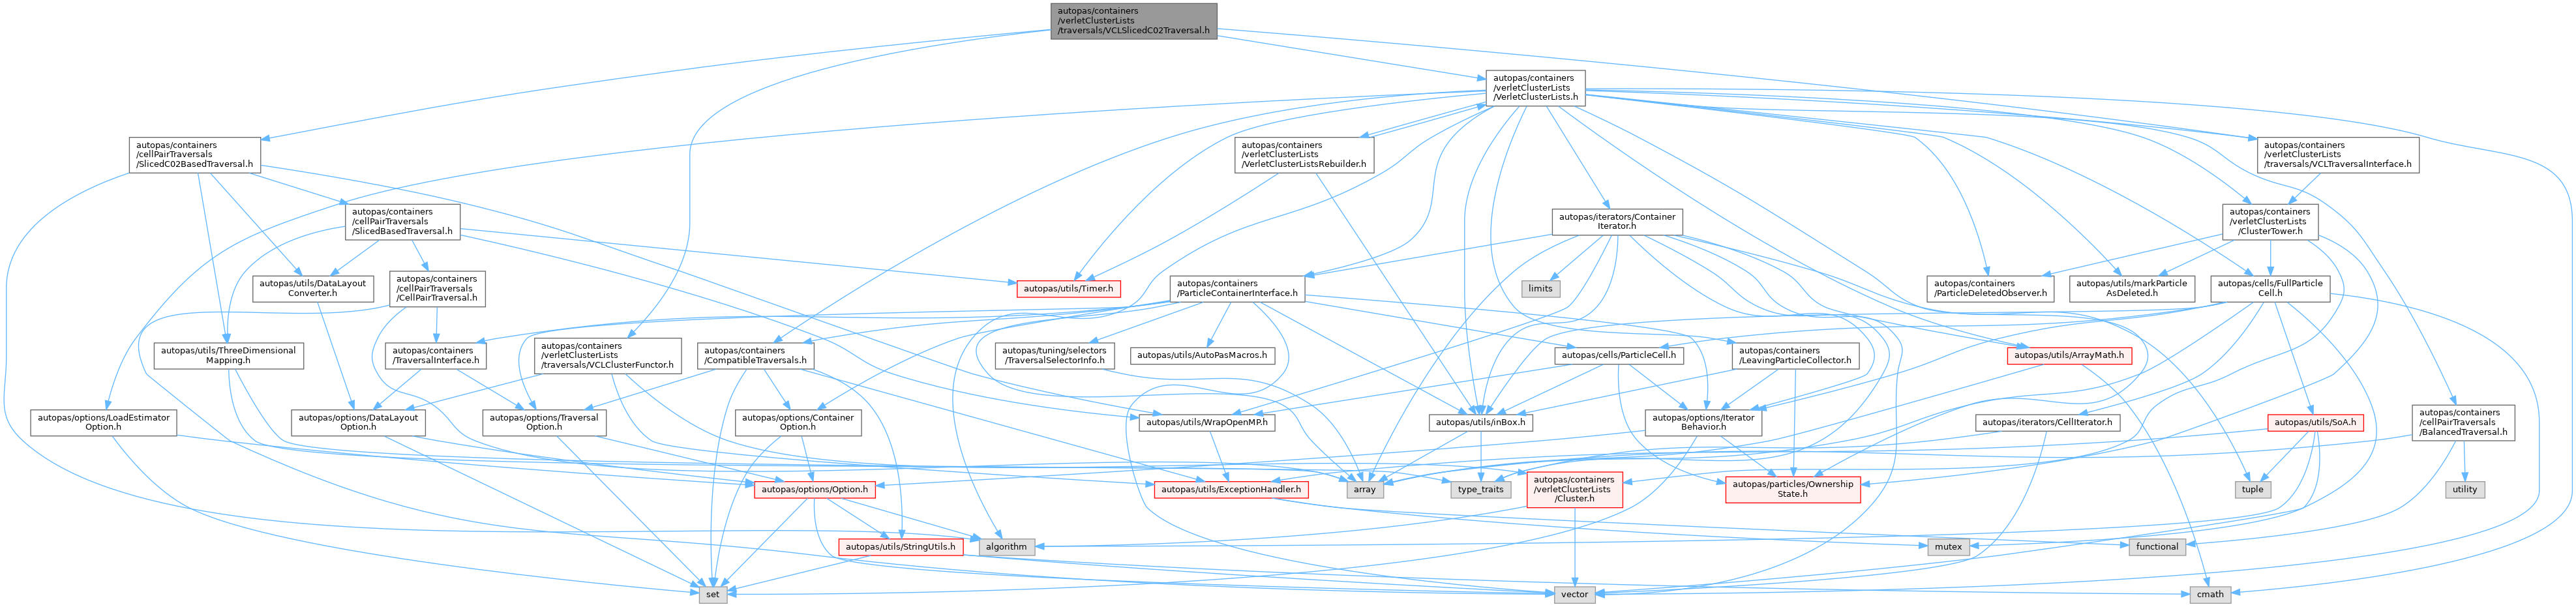 autopas/containers
/verletClusterLists
/traversals/VCLSlicedC02Traversal.h
autopas/containers
/verletClusterLists
/VerletClusterLists.h
autopas/containers
/cellPairTraversals
/SlicedC02BasedTraversal.h
autopas/containers
/verletClusterLists
/VerletClusterListsRebuilder.h
autopas/containers
/verletClusterLists
/traversals/VCLTraversalInterface.h
autopas/containers
/cellPairTraversals
/SlicedBasedTraversal.h
autopas/iterators/Container
Iterator.h
autopas/containers
/verletClusterLists
/ClusterTower.h
autopas/utils/DataLayout
Converter.h
autopas/containers
/cellPairTraversals
/CellPairTraversal.h
autopas/utils/Timer.h
autopas/containers
/ParticleContainerInterface.h
limits
autopas/containers
/ParticleDeletedObserver.h
autopas/utils/markParticle
AsDeleted.h
autopas/cells/FullParticle
Cell.h
autopas/utils/ThreeDimensional
Mapping.h
autopas/containers
/TraversalInterface.h
autopas/containers
/verletClusterLists
/traversals/VCLClusterFunctor.h
autopas/containers
/CompatibleTraversals.h
autopas/tuning/selectors
/TraversalSelectorInfo.h
autopas/utils/AutoPasMacros.h
autopas/cells/ParticleCell.h
autopas/containers
/LeavingParticleCollector.h
autopas/utils/ArrayMath.h
autopas/options/LoadEstimator
Option.h
autopas/options/DataLayout
Option.h
autopas/options/Traversal
Option.h
autopas/options/Container
Option.h
autopas/utils/WrapOpenMP.h
autopas/utils/inBox.h
autopas/options/Iterator
Behavior.h
autopas/iterators/CellIterator.h
autopas/utils/SoA.h
autopas/containers
/cellPairTraversals
/BalancedTraversal.h
autopas/options/Option.h
autopas/utils/ExceptionHandler.h
array
type_traits
autopas/containers
/verletClusterLists
/Cluster.h
autopas/particles/Ownership
State.h
tuple
utility
autopas/utils/StringUtils.h
algorithm
mutex
functional
set
vector
cmath